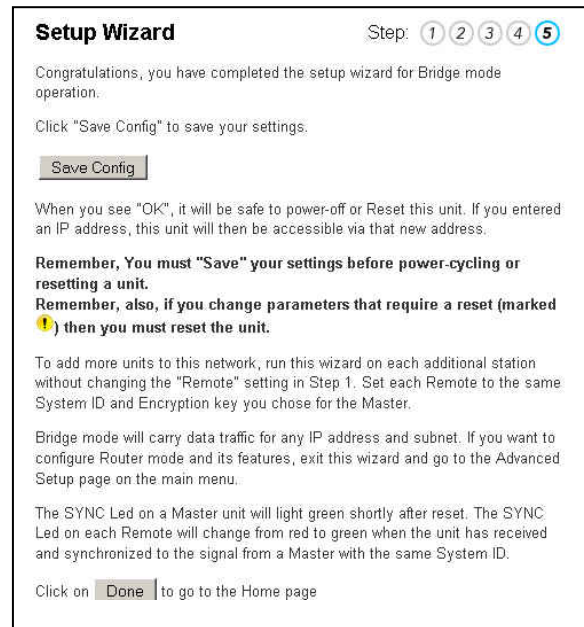 Setup Wizard Step: 1 2 3 4 5
Congratulations, you have completed the setup wizard for Bridge mode
operation.
Click "Save Config" to save your settings.
Save Config
When you see "OK", it will be safe to power-off or Reset this unit. If you entered
an IP address, this unit will then be accessible via that new address.
Remember, You must "Save" your settings before power-cycling or
resetting a unit.
Remember, also, if you change parameters that require a reset (marked
!) then you must reset the unit.
To add more units to this network, run this wizard on each additional station
without changing the "Remote" setting in Step 1. Set each Remote to the same
System ID and Encryption key you chose for the Master.
Bridge mode will carry data traffic for any IP address and subnet. If you want to
configure Router mode and its features, exit this wizard and go to the Advanced
Setup page on the main menu.
The SYNC Led on a Master unit will light green shortly after reset. The SYNC
Led on each Remote will change from red to green when the unit has received
and synchronized to the signal from a Master with the same System ID.
Click on Done to go to the Home page